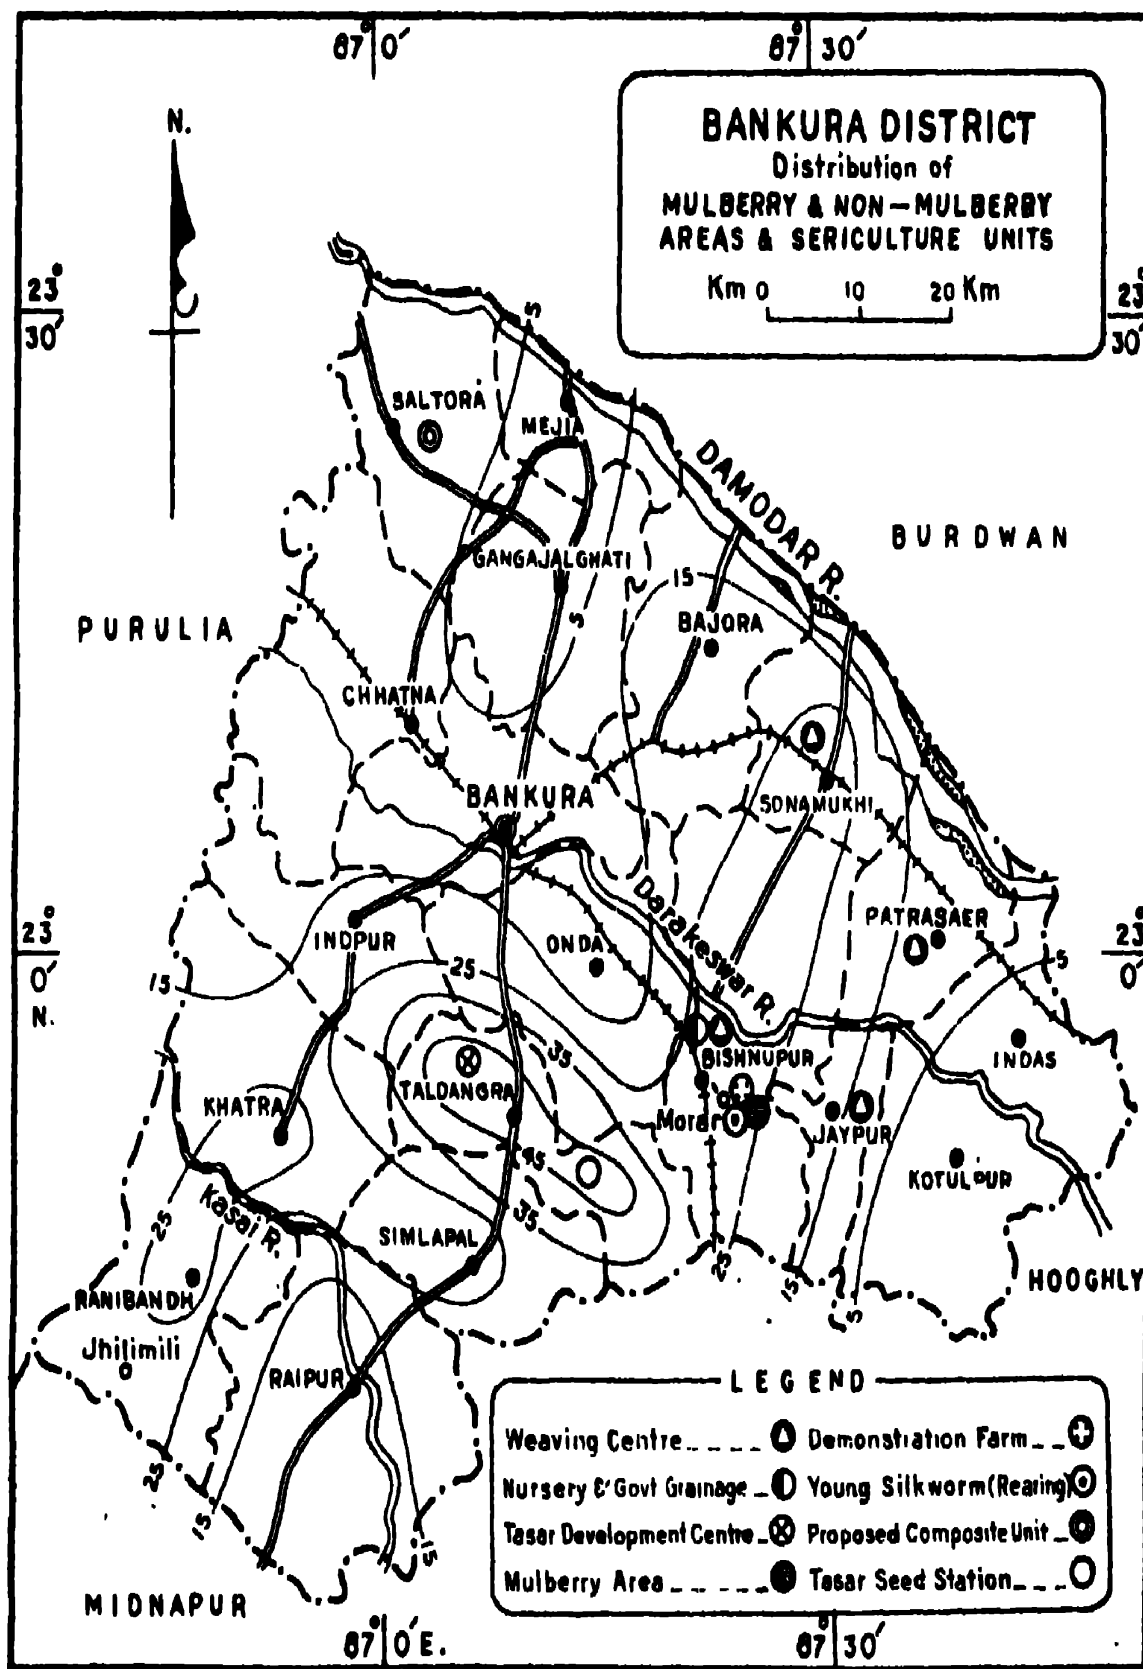 87°0′
87°30′
BANKURA DISTRICT
Distribution of
MULBERRY & NON-MULBERBY
AREAS & SERICULTURE UNITS
Km 0 10 20 Km
N.
23°
30′
23°
30′
5
SALTORA
MEJIA
DAMODAR R.
BURDWAN
GANGAJALGHATI
15
5
BAJORA
PURULIA
CHHATNA
BANKURA
SONAMUKHI
Darakeswar R.
PATRASAER
INDPUR
ONDA
23°
0′
N.
23°
0′
15
25
5
35
BISHNUPUR
INDAS
TALDANGRA
KHATRA
Morar
JAYPUR
45
KOTULPUR
Kasai R.
25
35
SIMLAPAL
25
15
5
HOOGHLY
RANIBANDH
Jhilimili
RAIPUR
25
15
15
LEGEND
Weaving Centre
Demonstration Farm
Nursery & Govt Grainage
Young Silkworm (Rearing)
Tasar Development Centre
Proposed Composite Unit
Mulberry Area
Tasar Seed Station
MIDNAPUR
87°0′E.
87°30′